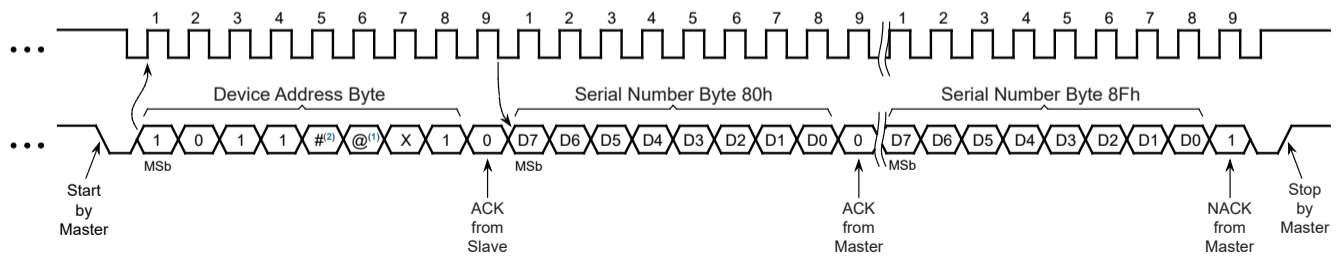 1 2 3 4 5 6 7 8 9 1 2 3 4 5 6 7 8 9 1 2 3 4 5 6 7 8 9
Device Address Byte Serial Number Byte 80h Serial Number Byte 8Fh
1 0 1 1 #(2) @(1) X 1 0 D7 D6 D5 D4 D3 D2 D1 D0 0 D7 D6 D5 D4 D3 D2 D1 D0 1
MSb MSb MSb
Start
by
Master
ACK
from
Slave
ACK
from
Master
NACK
from
Master
Stop
by
Master